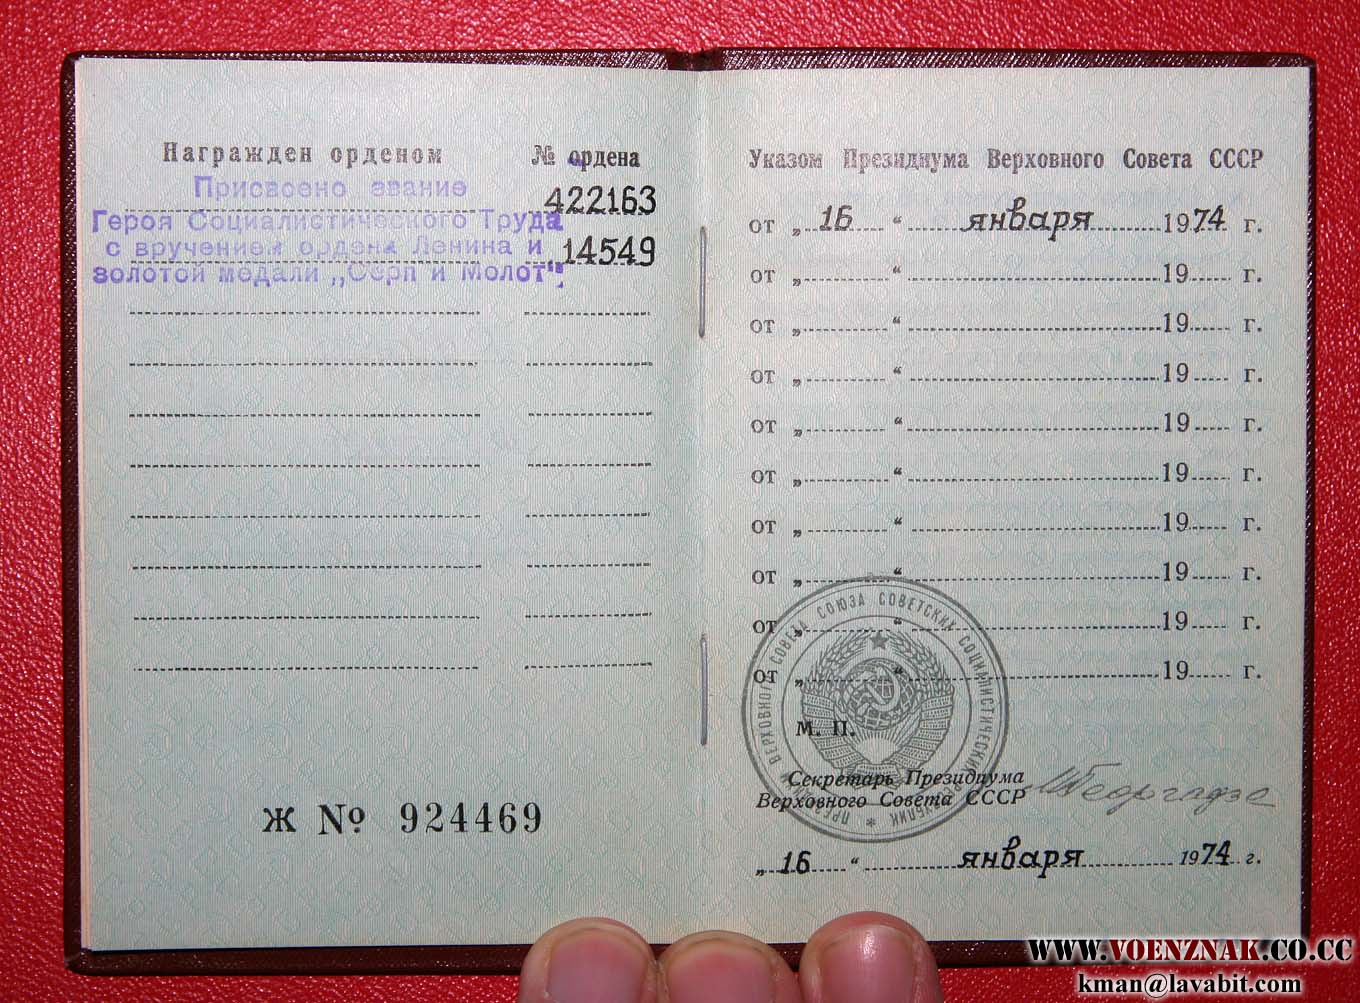 Награжден орденом № ордена
Присвоено звание 422163
Героя Социалистического Труда
с вручением ордена Ленина и 14549
золотой медали „Серп и Молот"
Ж № 924469
Указом Президиума Верховного Совета СССР
от „ 16 “ января 1974 г.
от „ “ 19 г.
от „ “ 19 г.
от „ “ 19 г.
от „ “ 19 г.
от „ “ 19 г.
от „ “ 19 г.
от „ “ 19 г.
от „ “ 19 г.
от „ “ 19 г.
ПРЕЗИДИУМ ВЕРХОВНОГО СОВЕТА СОЮЗА СОВЕТСКИХ СОЦИАЛИСТИЧЕСКИХ РЕСПУБЛИК
М. П.
Секретарь Президиума
Верховного Совета СССР
М Георгадзе
„ 16 “ января 1974 г.
WWW.VOENZNAK.CO.CC
kman@lavabit.com